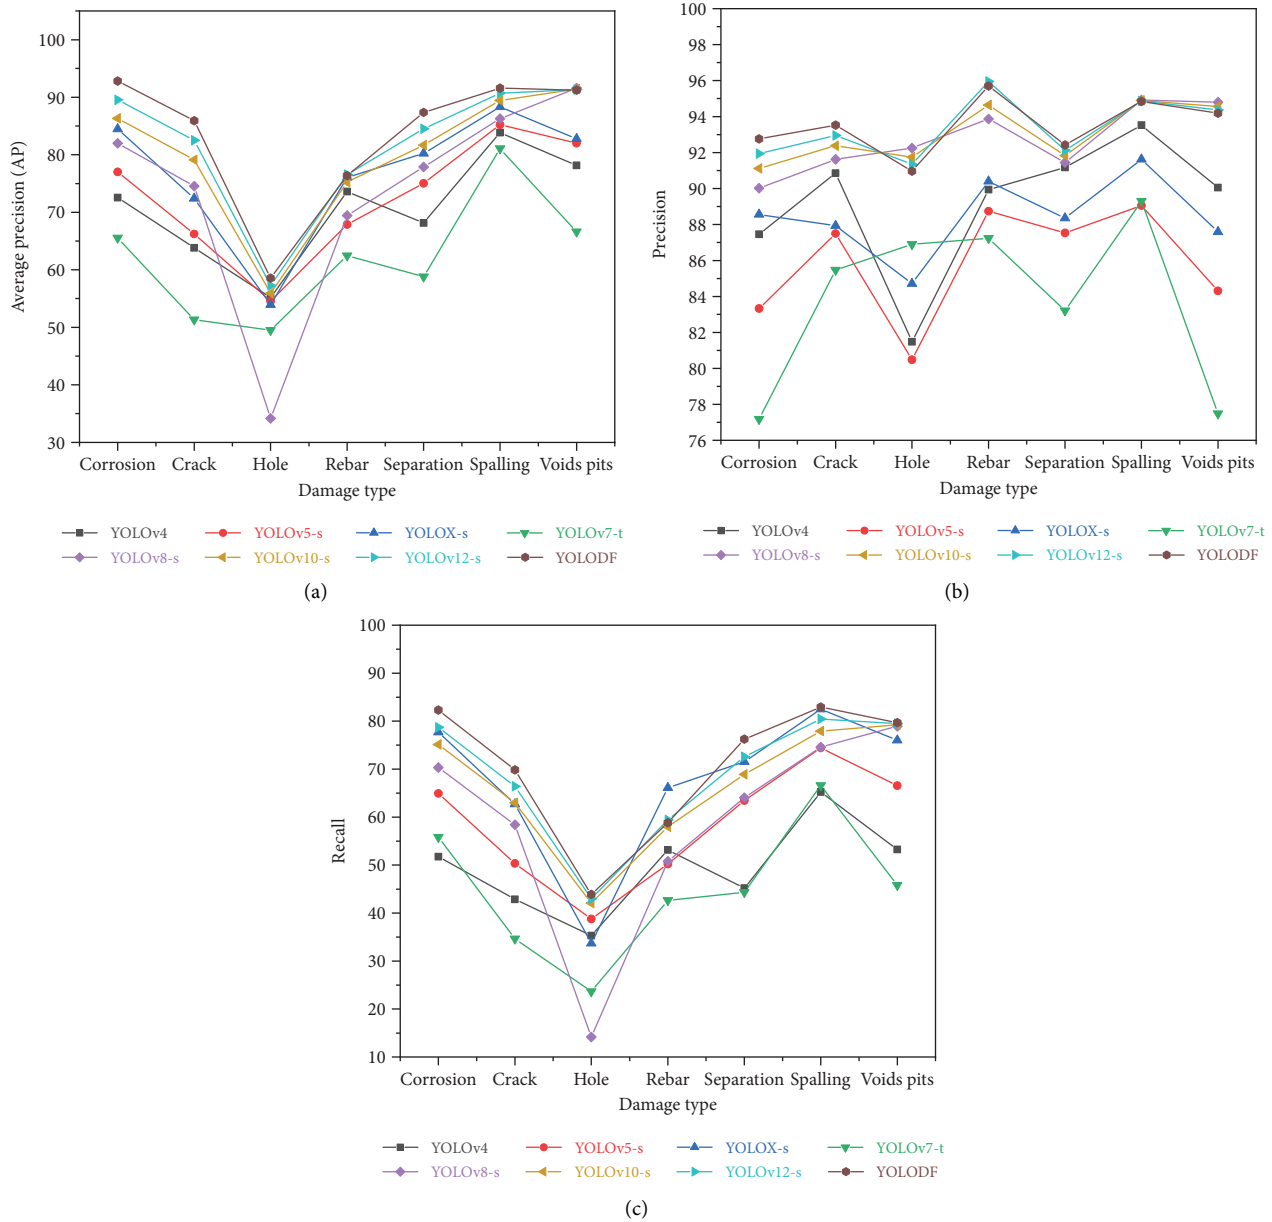 Average precision (AP)
100
90
80
70
60
50
40
30
Corrosion Crack Hole Rebar Separation Spalling Voids pits
Damage type
YOLOv4 YOLOv5-s YOLOX-s YOLOv7-t
YOLOv8-s YOLOv10-s YOLOv12-s YOLODF
(a)
Precision
100
98
96
94
92
90
88
86
84
82
80
78
76
Corrosion Crack Hole Rebar Separation Spalling Voids pits
Damage type
YOLOv4 YOLOv5-s YOLOX-s YOLOv7-t
YOLOv8-s YOLOv10-s YOLOv12-s YOLODF
(b)
Recall
100
90
80
70
60
50
40
30
20
10
Corrosion Crack Hole Rebar Separation Spalling Voids pits
Damage type
YOLOv4 YOLOv5-s YOLOX-s YOLOv7-t
YOLOv8-s YOLOv10-s YOLOv12-s YOLODF
(c)